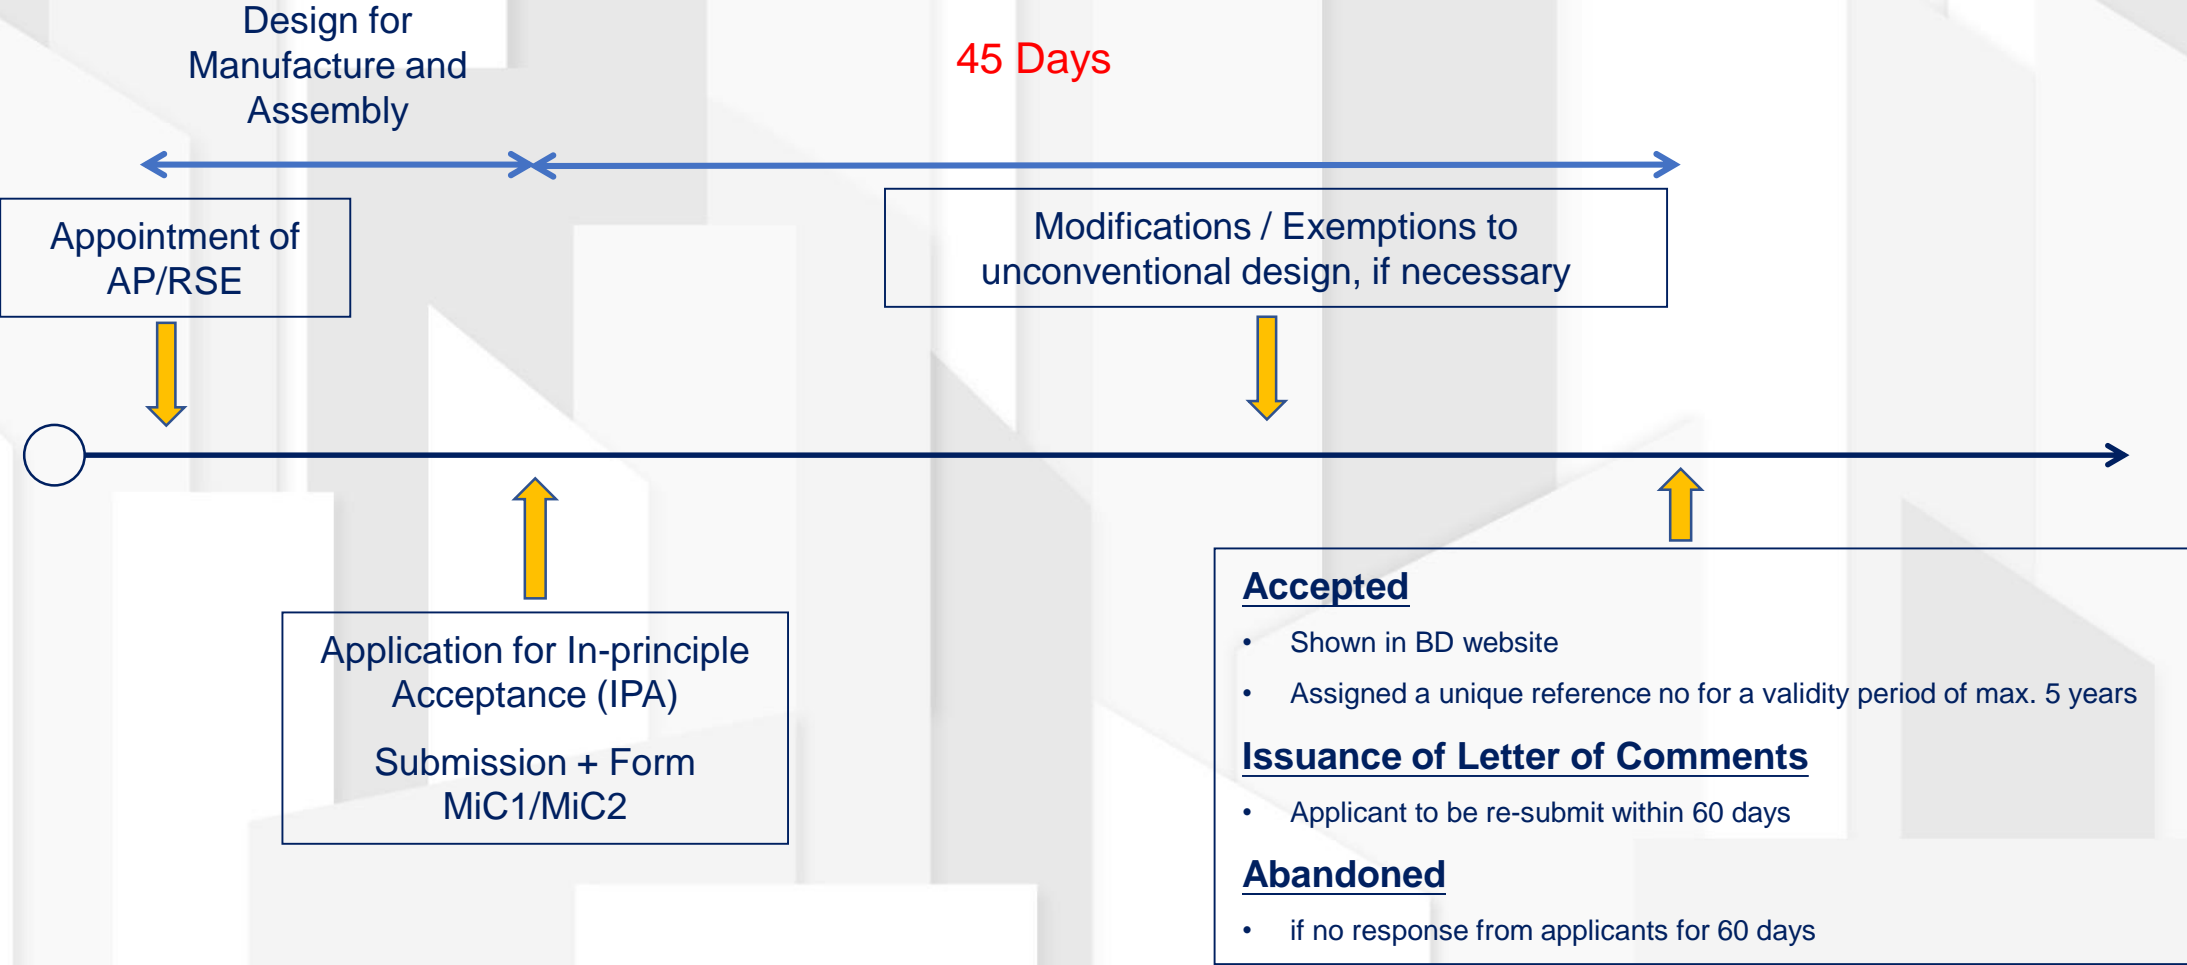 Design for
Manufacture and
Assembly
45 Days
Appointment of
AP/RSE
Modifications / Exemptions to
unconventional design, if necessary
Application for In-principle
Acceptance (IPA)
Submission + Form
MiC1/MiC2
Accepted
• Shown in BD website
• Assigned a unique reference no for a validity period of max. 5 years
Issuance of Letter of Comments
• Applicant to be re-submit within 60 days
Abandoned
• if no response from applicants for 60 days